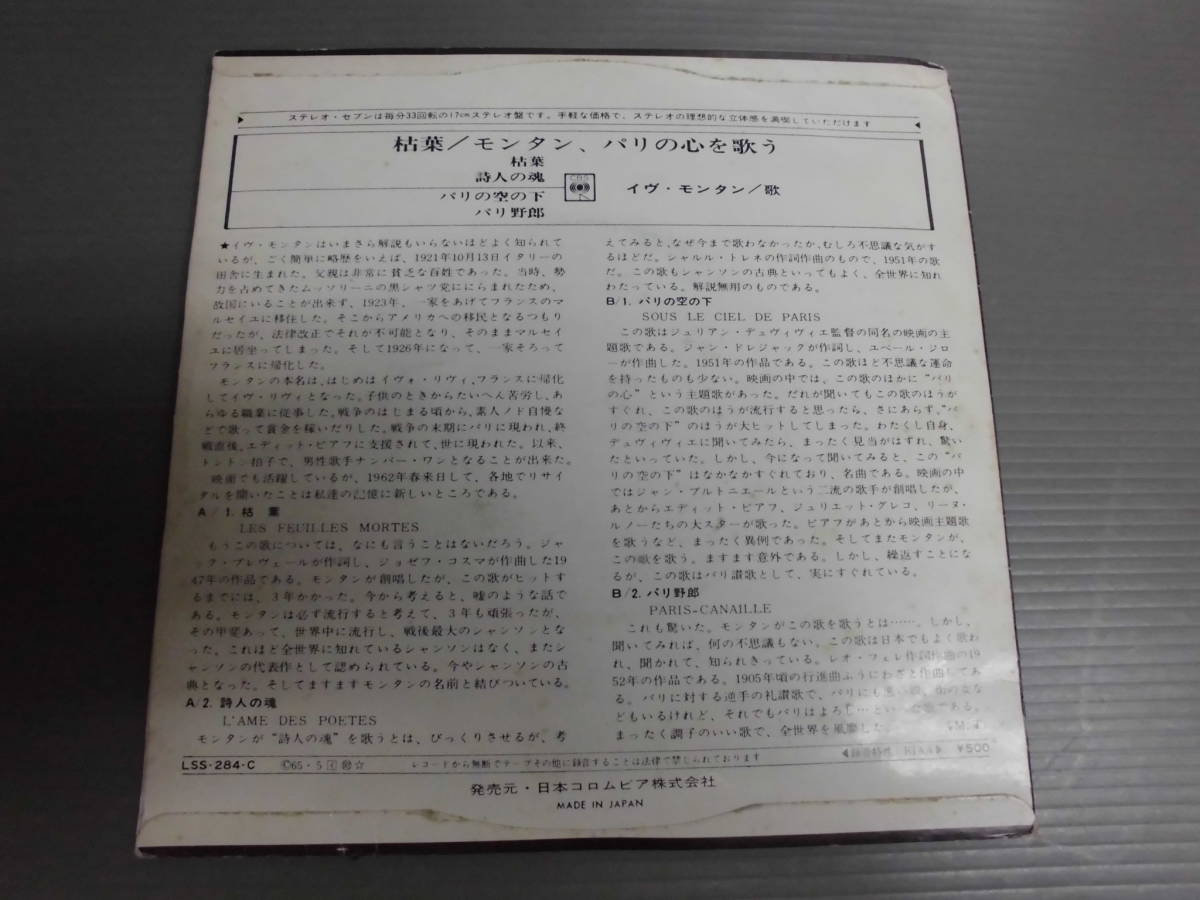 ステレオ・セブンは毎分33回転の17cmステレオ盤です。手軽な価格で、ステレオの理想的な立体感を満喫していただけます
枯葉/モンタン、パリの心を歌う
枯葉
詩人の魂
パリの空の下
パリ野郎
CBS
イヴ・モンタン/歌
★イヴ・モンタンはいまさら解説もいらないほどよく知られて
いるが、ごく簡単に略歴をいえば、1921年10月13日イタリーの
田舎に生まれた。父親は非常に貧乏な百姓であった。当時、勢
力を占めてきたムッソリーニの黒シャツ党ににらまれたため、
故国にいることが出来ず、1923年、一家をあげてフランスのマ
ルセイユに移住した。そこからアメリカへの移民となるつもり
だったが、法律改正でそれが不可能となり、そのままマルセイ
ユに居坐ってしまった。そして1926年になって、一家そろって
フランスに帰化した。
モンタンの本名は、はじめはイヴォ・リヴィ、フランスに帰化
してイヴ・リヴィとなった。子供のときからたいへん苦労し、あ
らゆる職業に従事した。戦争のはじまる頃から、素人ノド自慢な
どで歌って賞金を稼いだりした。戦争の末期にパリに現われ、終
戦直後、エディット・ピアフに支援されて、世に現われた。以来、
トントン拍子で、男性歌手ナンバー・ワンとなることが出来た。
映画でも活躍しているが、1962年春来日して、各地でリサイ
タルを開いたことは私達の記憶に新しいところである。
A/1. 枯葉
LES FEUILLES MORTES
もうこの歌については、なにも言うことはないだろう。ジャ
ック・プレヴェールが作詞し、ジョゼフ・コスマが作曲した19
47年の作品である。モンタンが創唱したが、この歌がヒットす
るまでには、3年かかった。今から考えると、嘘のような話で
ある。モンタンは必ず流行すると考えて、3年も頑張ったが、
その甲斐あって、世界中に流行し、戦後最大のシャンソンとな
った。これほど全世界に知れているシャンソンはなく、またシ
ャンソンの代表作として認められている。今やシャンソンの古
典となった。そしてますますモンタンの名前と結びついている。
A/2. 詩人の魂
L'AME DES POETES
モンタンが“詩人の魂”を歌うとは、びっくりさせるが、考
えてみると、なぜ今まで歌わなかったか、むしろ不思議な気がす
るほどだ。シャルル・トレネの作詞作曲のもので、1951年の歌
だ。この歌もシャンソンの古典といってもよく、全世界に知れ
わたっている。解説無用のものである。
B/1. パリの空の下
SOUS LE CIEL DE PARIS
この歌はジュリアン・デュヴィヴィエ監督の同名の映画の主
題歌である。ジャン・ドレジャックが作詞し、ユベール・ジロ
ーが作曲した。1951年の作品である。この歌ほど不思議な運命
を持ったものも少ない。映画の中では、この歌のほかに“パリ
の心”という主題歌があった。だれが聞いてもこの歌のほうが
すぐれ、この歌のほうが流行すると思ったら、さにあらず。“パ
リの空の下”のほうが大ヒットしてしまった。わたくし自身、
デュヴィヴィエに聞いてみたら、まったく見当がはずれ、驚い
たといっていた。しかし、今になって聞いてみると、この“パ
リの空の下”はなかなかすぐれており、名曲である。映画の中
ではジャン・ブルトニエールという二流の歌手が創唱したが、
あとからエディット・ピアフ、ジュリエット・グレコ、リーヌ・
ルノーたちの大スターが歌った。ピアフがあとから映画主題歌
を歌うなど、まったく異例であった。そしてまたモンタンが、
この歌を歌う。ますます意外である。しかし、繰返すことにな
るが、この歌はパリ讃歌として、実にすぐれている。
B/2. パリ野郎
PARIS-CANAILLE
これも驚いた。モンタンがこの歌を歌うとは……。しかし、
聞いてみれば、何の不思議もない。この歌は日本でもよく歌わ
れ、聞かれて、知られきっている。レオ・フェレ作詞作曲の19
52年の作品である。1905年頃の行進曲ふうにわざと作曲してあ
る。パリに対する逆手の礼讃歌で、パリにも悪い
どもいるけれど、それでもパリはよろし…という である。
まったく調子のいい歌で、全世界を風靡した。
LSS-284-C
©65・5
☆
レコードから無断でテープその他に録音することは法律で禁じられております
録音特性 RIAA
¥500
発売元・日本コロムビア株式会社
MADE IN JAPAN